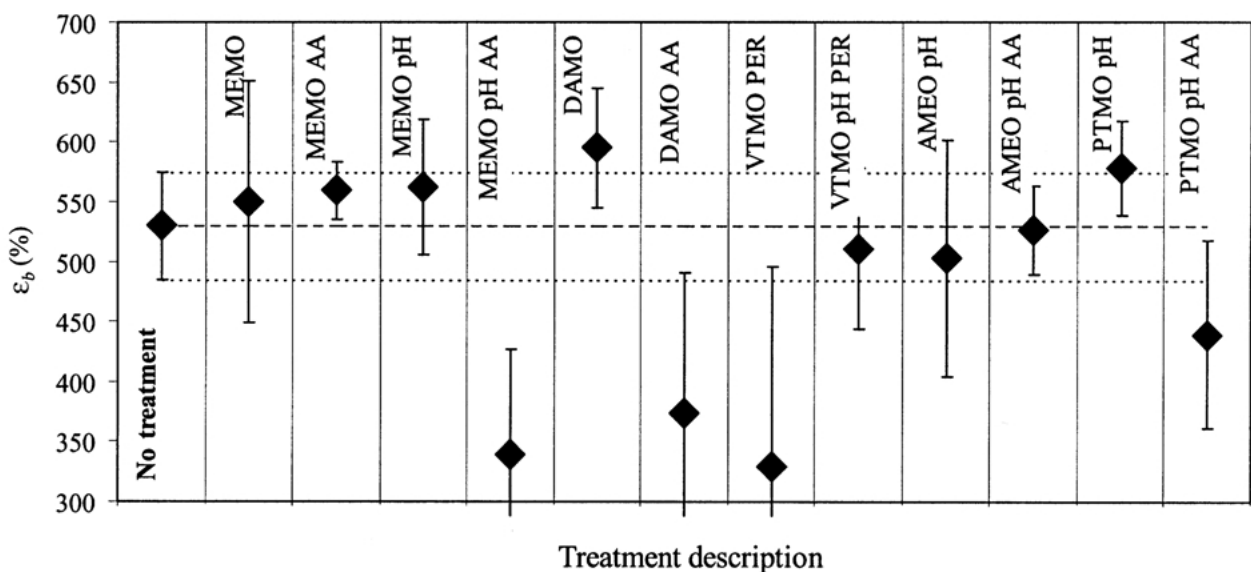 700
650
600
550
500
450
400
350
300
ε_b (%)
No treatment
MEMO
MEMO AA
MEMO pH
MEMO pH AA
DAMO
DAMO AA
VTMO PER
VTMO pH PER
AMEO pH
AMEO pH AA
PTMO pH
PTMO pH AA
Treatment description